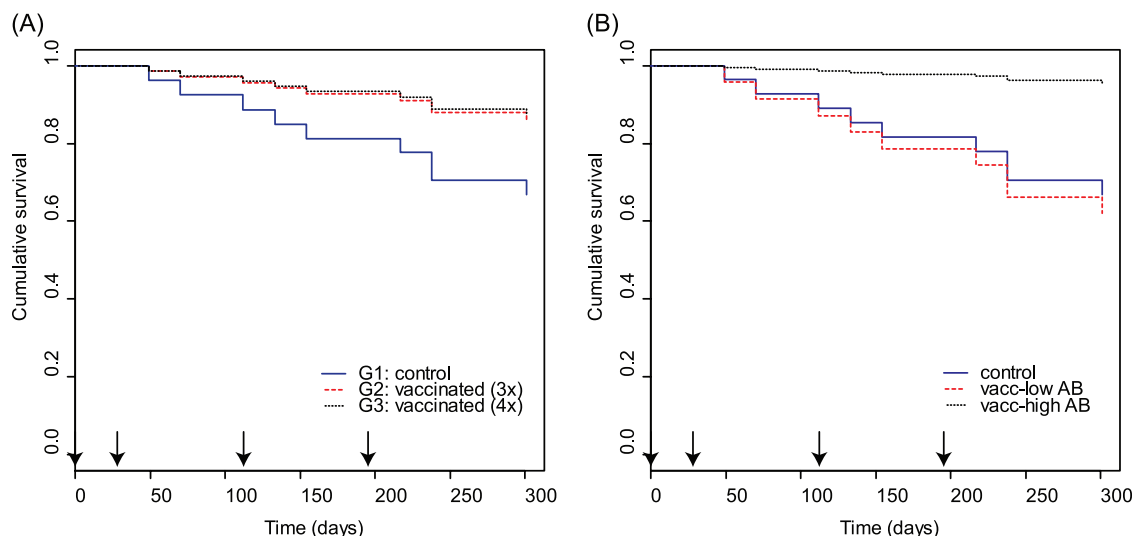 (A)
Cumulative survival
1.0
0.8
0.6
0.4
0.2
0.0
G1: control
G2: vaccinated (3x)
G3: vaccinated (4x)
0 50 100 150 200 250 300
Time (days)
(B)
Cumulative survival
1.0
0.8
0.6
0.4
0.2
0.0
control
vacc-low AB
vacc-high AB
0 50 100 150 200 250 300
Time (days)